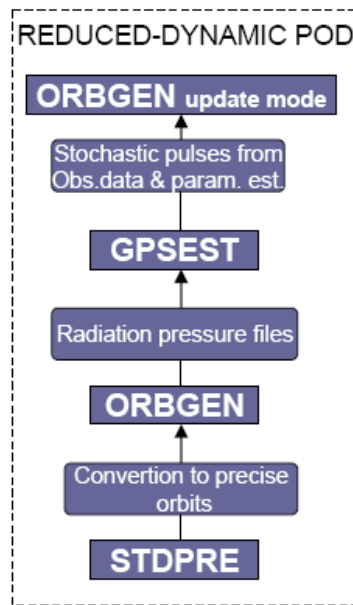 REDUCED-DYNAMIC POD
ORBGEN update mode
Stochastic pulses from
Obs.data & param. est.
GPSEST
Radiation pressure files
ORBGEN
Convertion to precise
orbits
STDPRE